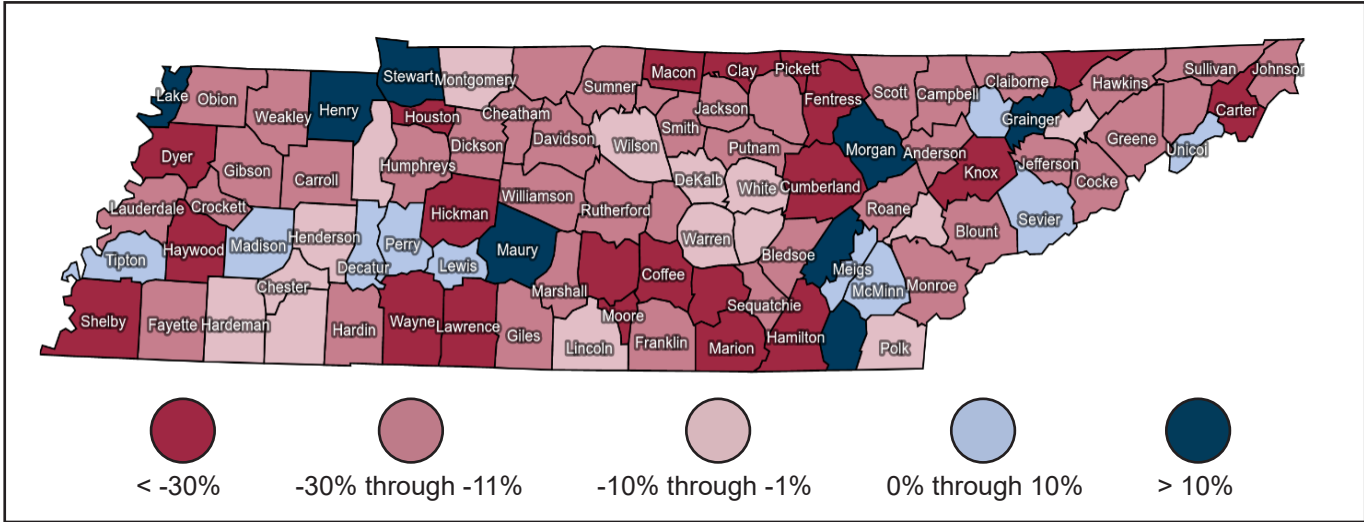 Stewart
Montgomery
Macon
Clay
Pickett
Sullivan
Johnson
Lake
Obion
Henry
Sumner
Claiborne
Hawkins
Weakley
Houston
Cheatham
Jackson
Fentress
Scott
Campbell
Grainger
Carter
Dyer
Dickson
Davidson
Wilson
Smith
Putnam
Morgan
Anderson
Greene
Unicoi
Gibson
Carroll
Humphreys
DeKalb
White
Cumberland
Knox
Jefferson
Cocke
Lauderdale
Crockett
Hickman
Williamson
Rutherford
Roane
Sevier
Tipton
Haywood
Madison
Henderson
Decatur
Perry
Lewis
Maury
Warren
Bledsoe
Blount
Chester
Marshall
Coffee
Meigs
McMinn
Monroe
Shelby
Fayette
Hardeman
Hardin
Wayne
Lawrence
Giles
Moore
Sequatchie
Lincoln
Franklin
Marion
Hamilton
Polk
< -30%
-30% through -11%
-10% through -1%
0% through 10%
> 10%